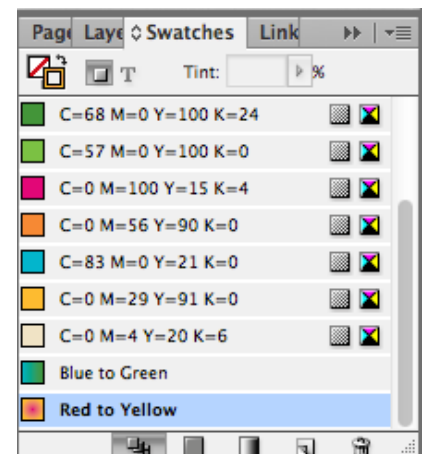 Page Laye Swatches Link
T Tint: %
C=68 M=0 Y=100 K=24
C=57 M=0 Y=100 K=0
C=0 M=100 Y=15 K=4
C=0 M=56 Y=90 K=0
C=83 M=0 Y=21 K=0
C=0 M=29 Y=91 K=0
C=0 M=4 Y=20 K=6
Blue to Green
Red to Yellow